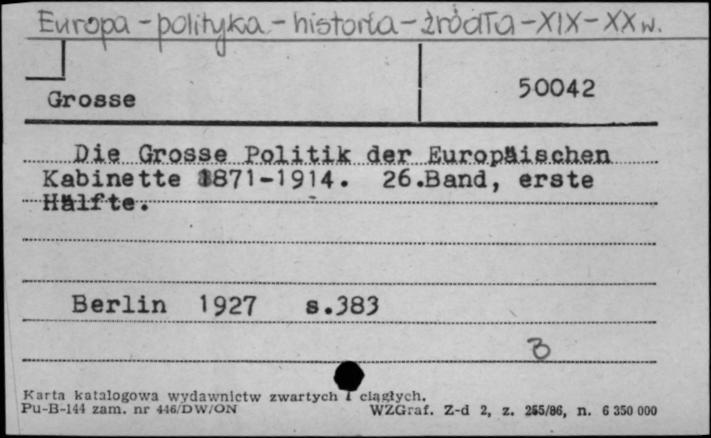 Europa - polityka - historia - źródła - XIX - XX w.
50042
Grosse
Die Grosse Politik der Europäischen
Kabinette 1871-1914. 26.Band, erste
Hälfte.
Berlin 1927 s.383
B
Karta katalogowa wydawnictw zwartych i ciągłych.
Pu-B-144 zam. nr 446/DW/ON WZGraf. Z-d 2, z. 255/86, n. 6 350 000